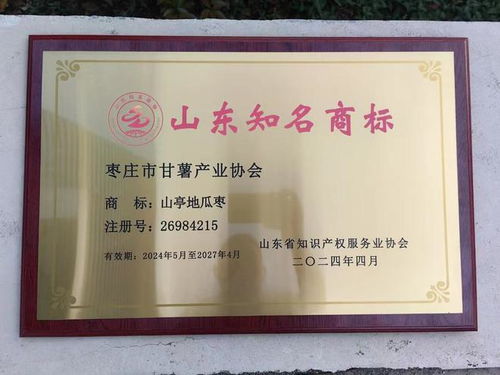 山东知名商标
枣庄市甘薯产业协会
商 标：山亭地瓜枣
注册号：26984215
有效期：2024年5月至2027年4月
山东省知识产权服务业协会
二〇二四年四月